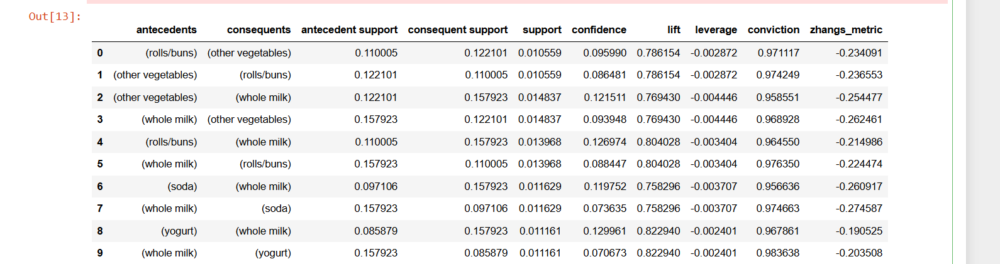 Out[13]:
antecedents consequents antecedent support consequent support support confidence lift leverage conviction zhangs_metric
0 (rolls/buns) (other vegetables) 0.110005 0.122101 0.010559 0.095990 0.786154 -0.002872 0.971117 -0.234091
1 (other vegetables) (rolls/buns) 0.122101 0.110005 0.010559 0.086481 0.786154 -0.002872 0.974249 -0.236553
2 (other vegetables) (whole milk) 0.122101 0.157923 0.014837 0.121511 0.769430 -0.004446 0.958551 -0.254477
3 (whole milk) (other vegetables) 0.157923 0.122101 0.014837 0.093948 0.769430 -0.004446 0.968928 -0.262461
4 (rolls/buns) (whole milk) 0.110005 0.157923 0.013968 0.126974 0.804028 -0.003404 0.964550 -0.214986
5 (whole milk) (rolls/buns) 0.157923 0.110005 0.013968 0.088447 0.804028 -0.003404 0.976350 -0.224474
6 (soda) (whole milk) 0.097106 0.157923 0.011629 0.119752 0.758296 -0.003707 0.956636 -0.260917
7 (whole milk) (soda) 0.157923 0.097106 0.011629 0.073635 0.758296 -0.003707 0.974663 -0.274587
8 (yogurt) (whole milk) 0.085879 0.157923 0.011161 0.129961 0.822940 -0.002401 0.967861 -0.190525
9 (whole milk) (yogurt) 0.157923 0.085879 0.011161 0.070673 0.822940 -0.002401 0.983638 -0.203508